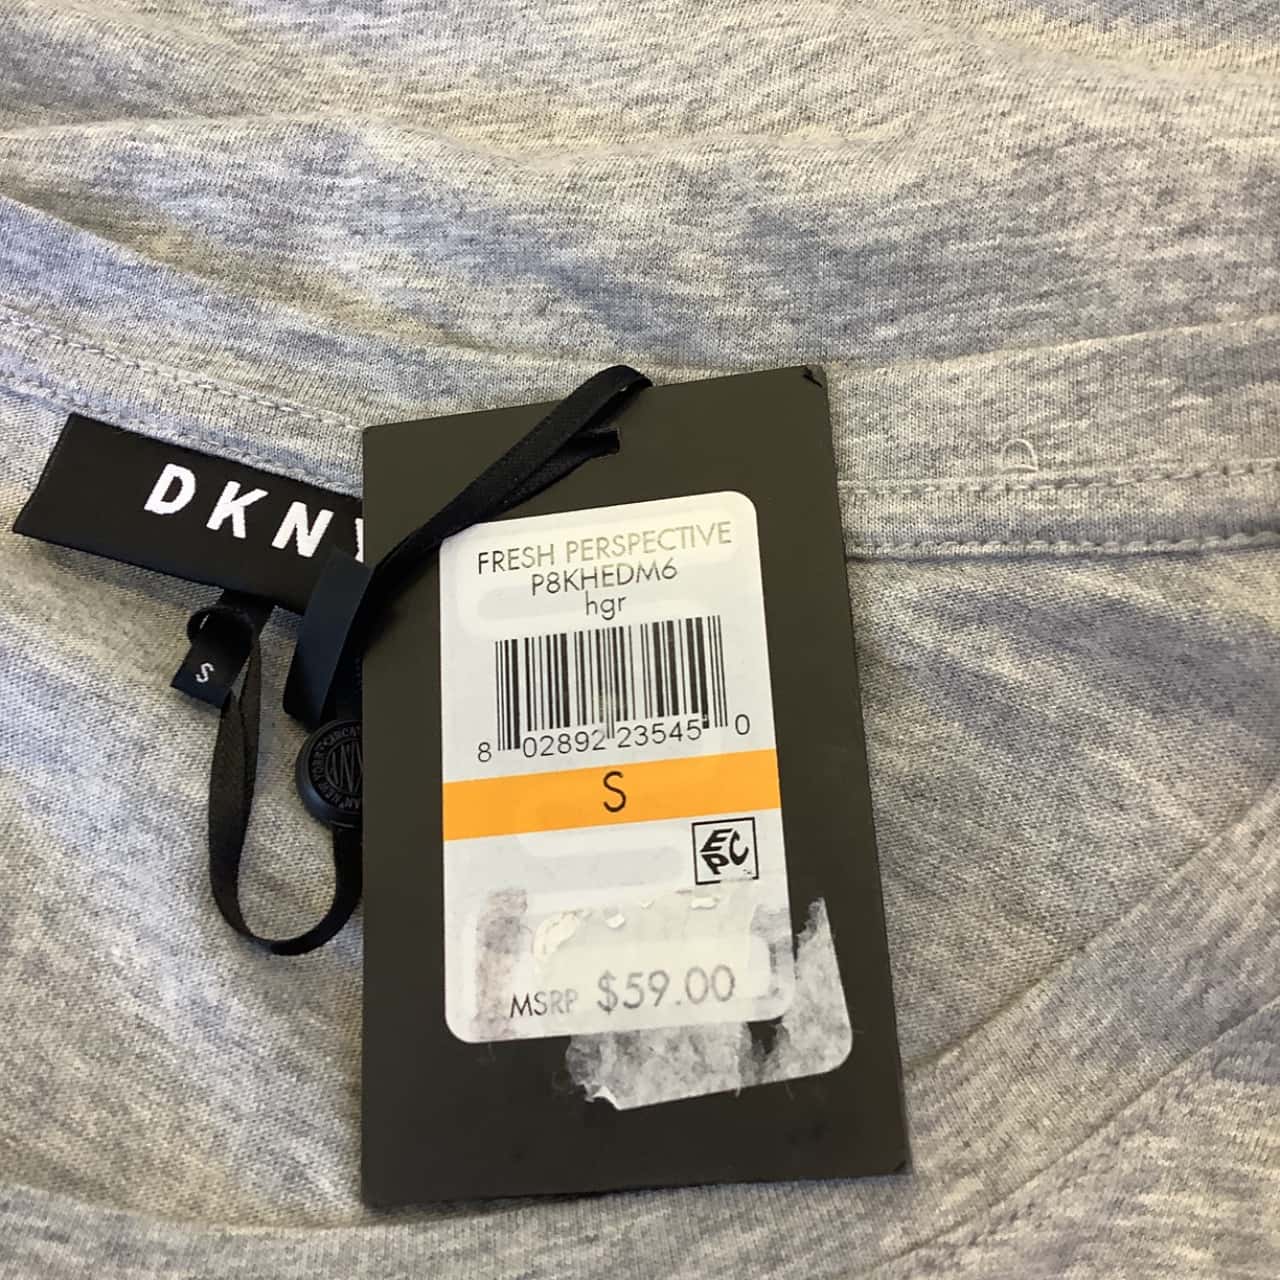 DKNY
S
FRESH PERSPECTIVE
P8KHEDM6
hgr
8 02892 23545 0
S
EPC
MSRP $59.00